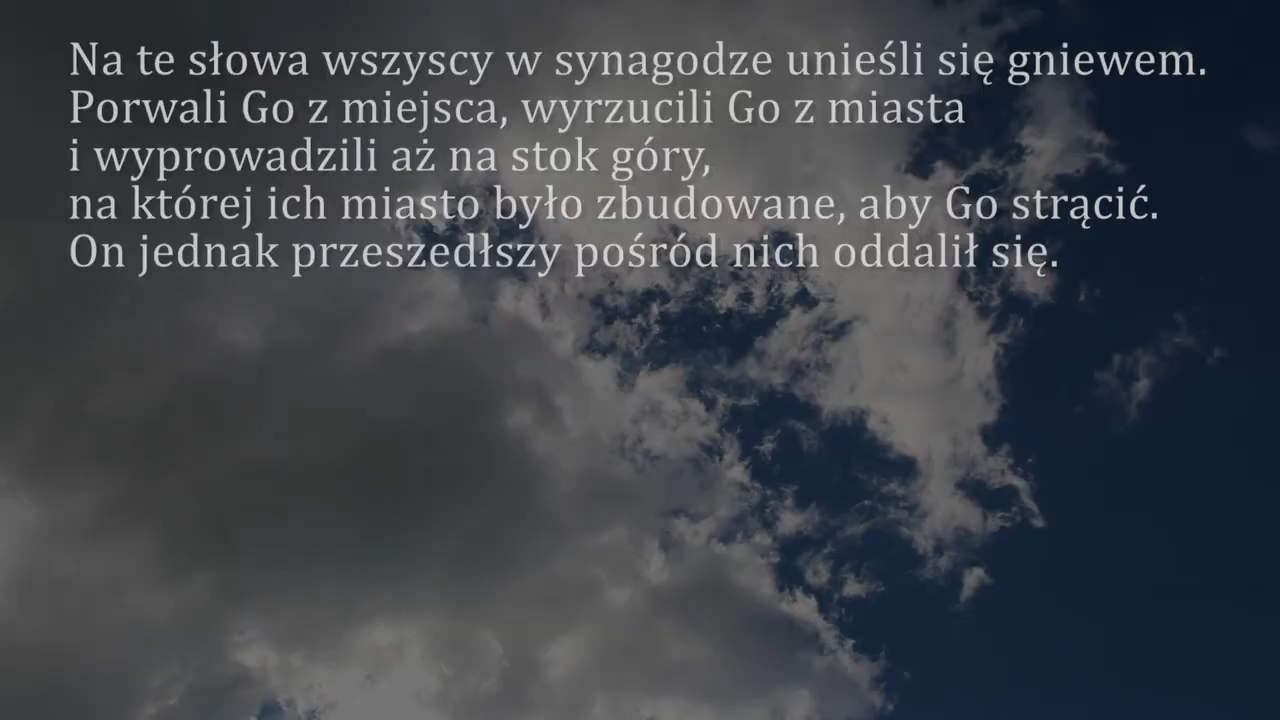 Na te słowa wszyscy w synagodze unieśli się gniewem.
Porwali Go z miejsca, wyrzucili Go z miasta
i wyprowadzili aż na stok góry,
na której ich miasto było zbudowane, aby Go strącić.
On jednak przeszedłszy pośród nich oddalił się.